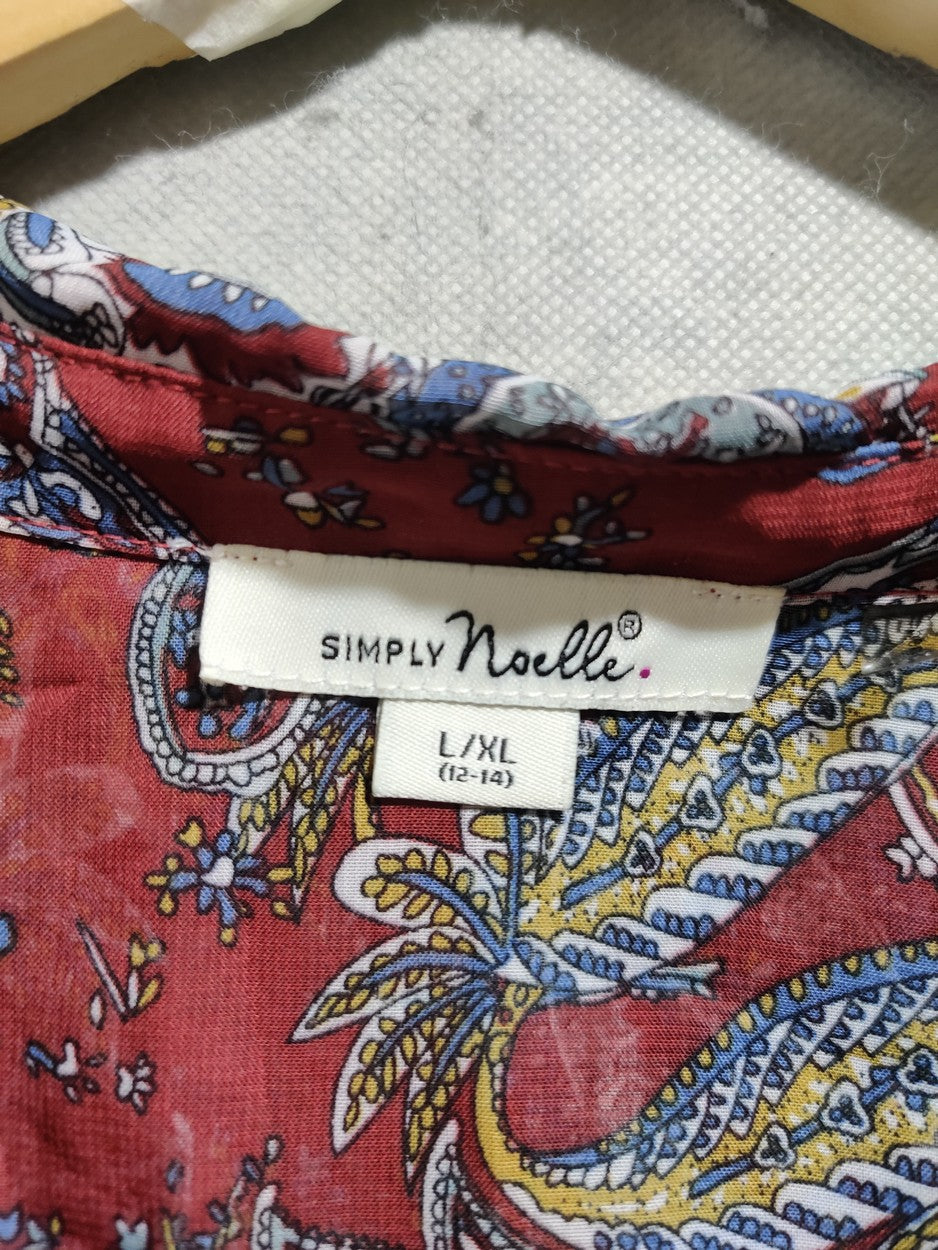 SIMPLY Noelle®.
L/XL
(12-14)